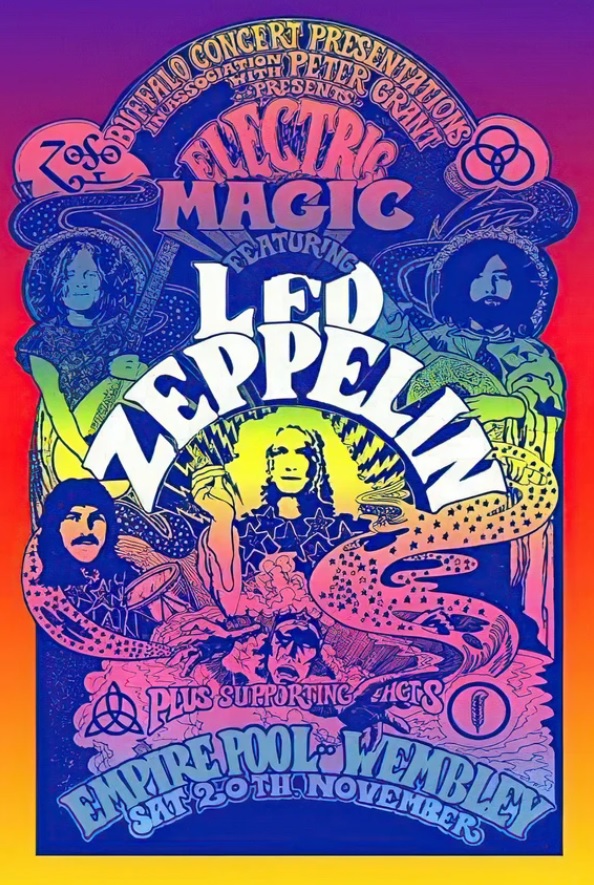 BUFFALO CONCERT PRESENTATIONS
IN ASSOCIATION WITH PETER GRANT
PRESENTS
ELECTRIC
MAGIC
FEATURING
LED
ZEPPELIN
PLUS SUPPORTING ACTS
EMPIRE POOL WEMBLEY
SAT 20TH NOVEMBER